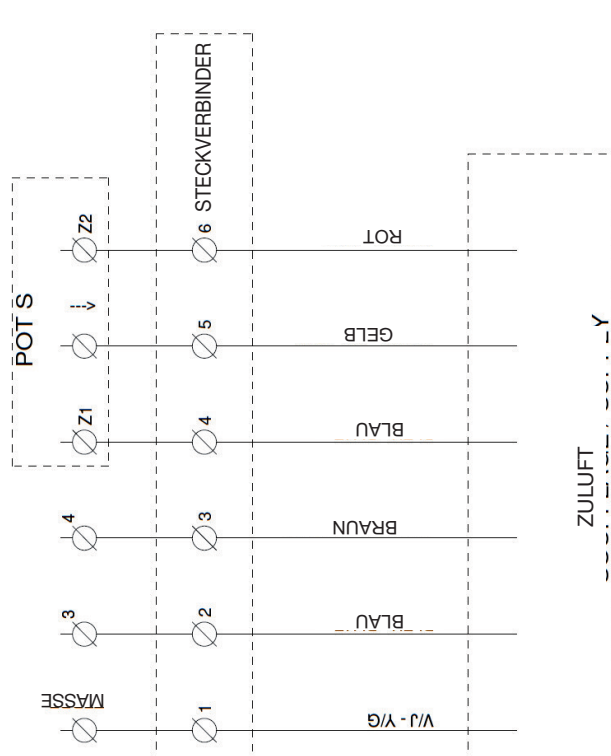 STECKVERBINDER
POT S
Z2
6
ROT
--->
5
GELB
Z1
4
BLAU
4
3
BRAUN
3
2
BLAU
MASSE
1
V/J - Y/G
ZULUFT